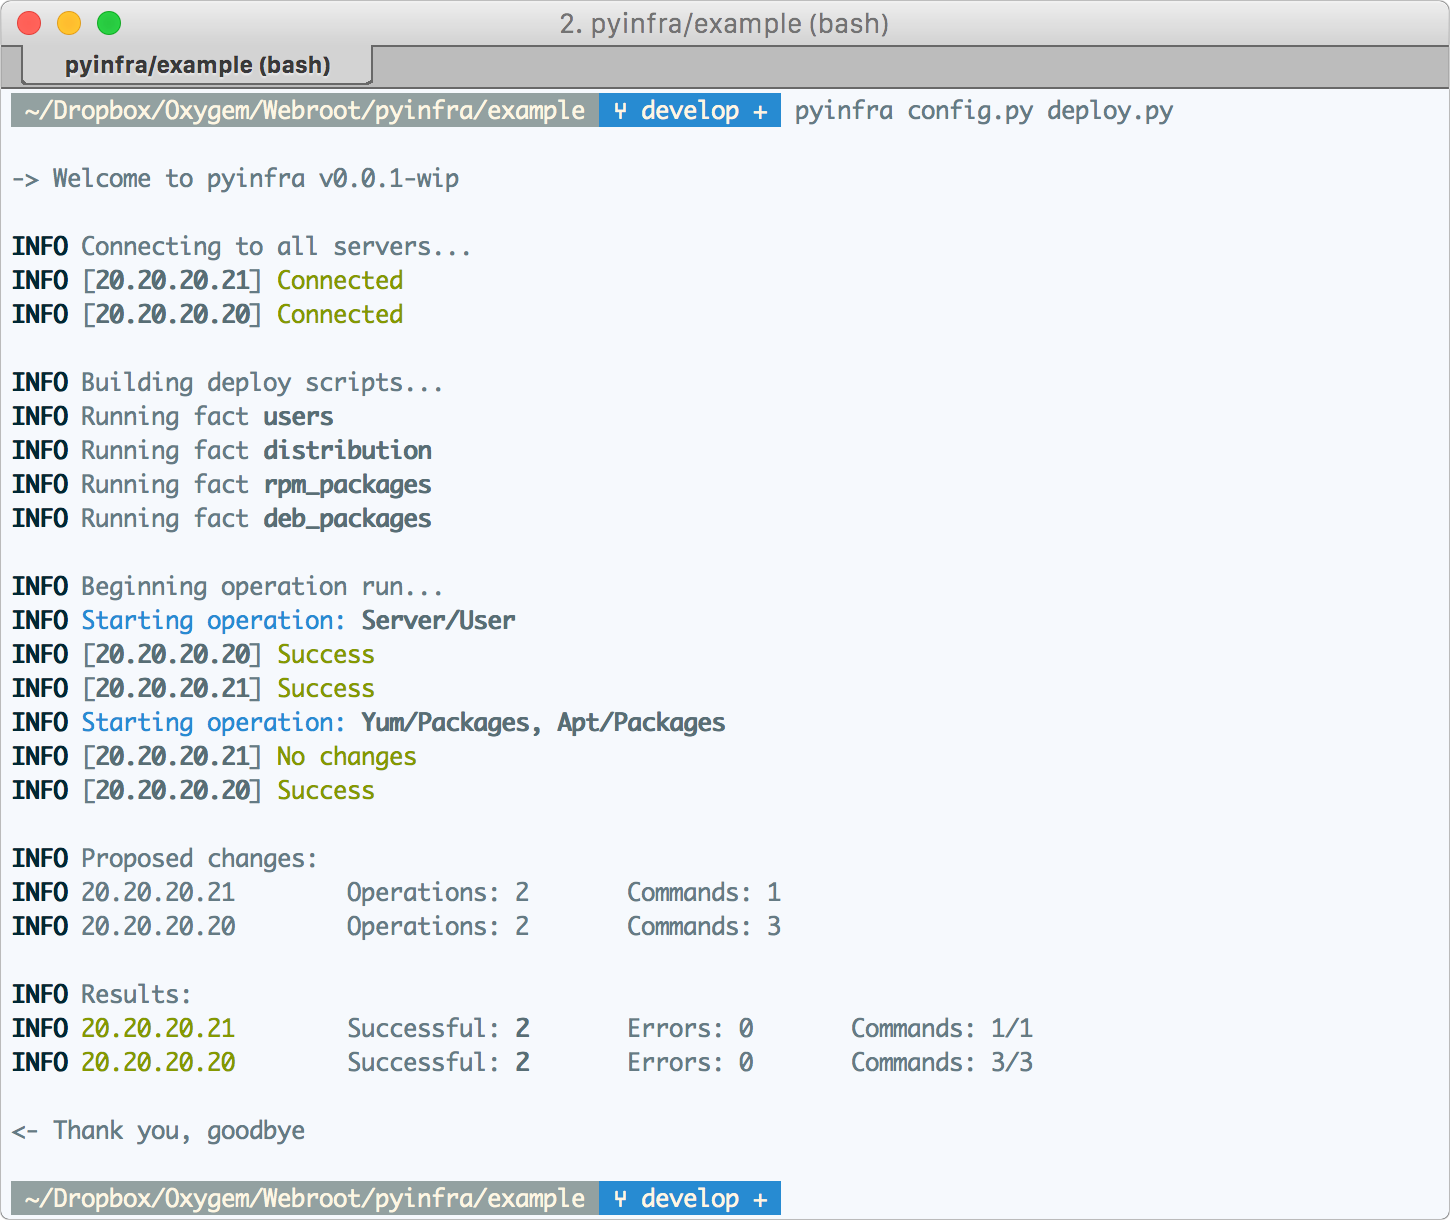 2. pyinfra/example (bash)
pyinfra/example (bash)
~/Dropbox/Oxygem/Webroot/pyinfra/example develop + pyinfra config.py deploy.py
-> Welcome to pyinfra v0.0.1-wip
INFO Connecting to all servers...
INFO [20.20.20.21] Connected
INFO [20.20.20.20] Connected
INFO Building deploy scripts...
INFO Running fact users
INFO Running fact distribution
INFO Running fact rpm_packages
INFO Running fact deb_packages
INFO Beginning operation run...
INFO Starting operation: Server/User
INFO [20.20.20.20] Success
INFO [20.20.20.21] Success
INFO Starting operation: Yum/Packages, Apt/Packages
INFO [20.20.20.21] No changes
INFO [20.20.20.20] Success
INFO Proposed changes:
INFO 20.20.20.21 Operations: 2 Commands: 1
INFO 20.20.20.20 Operations: 2 Commands: 3
INFO Results:
INFO 20.20.20.21 Successful: 2 Errors: 0 Commands: 1/1
INFO 20.20.20.20 Successful: 2 Errors: 0 Commands: 3/3
<- Thank you, goodbye
~/Dropbox/Oxygem/Webroot/pyinfra/example develop +